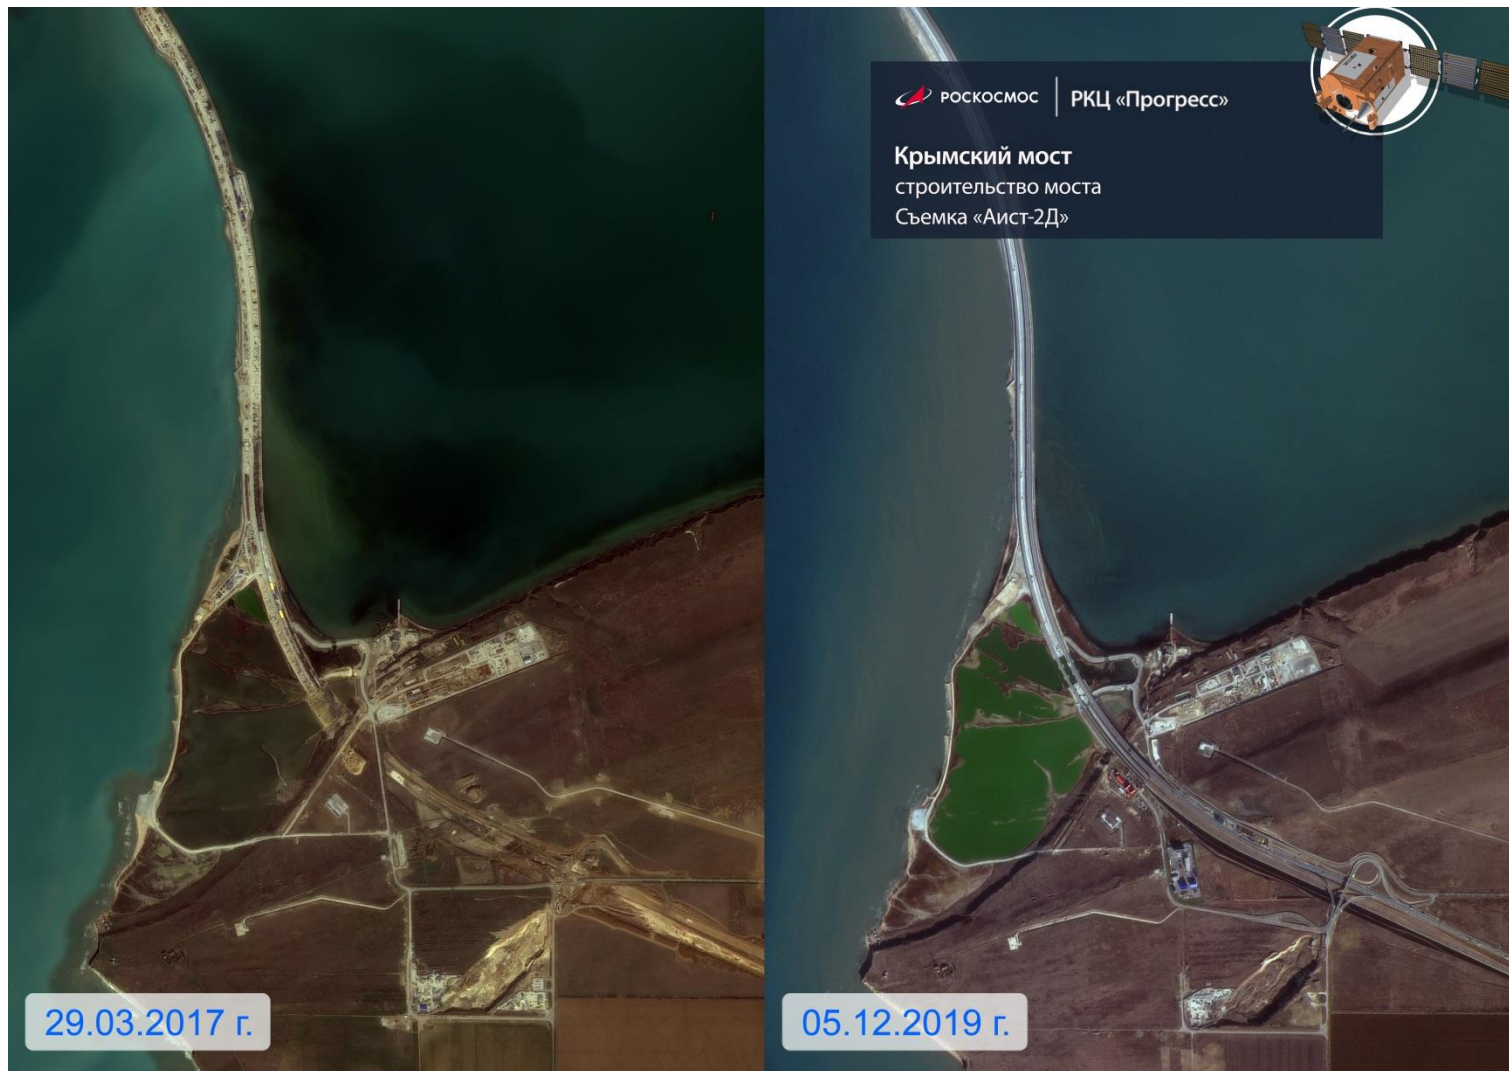 РОСКОСМОС
РКЦ «Прогресс»
Крымский мост
строительство моста
Съемка «Аист-2Д»
29.03.2017 г.
05.12.2019 г.